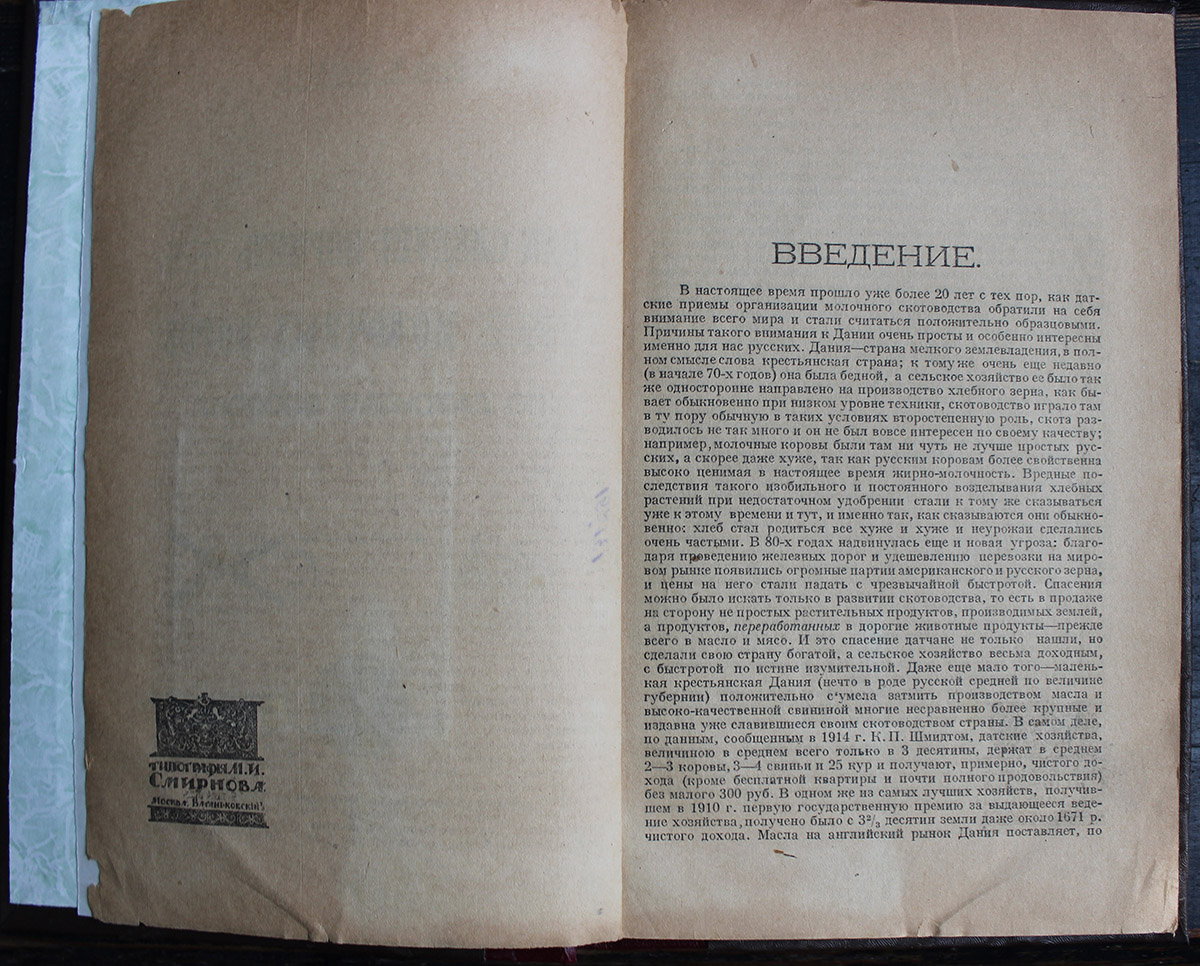 ТИПОГРАФИЯ М. И.
СМИРНОВА
МОСКВА.
ВВЕДЕНИЕ.
В настоящее время прошло уже более 20 лет с тех пор, как дат-
ские приемы организации молочного скотоводства обратили на себя
внимание всего мира и стали считаться положительно образцовыми.
Причины такого внимания к Дании очень просты и особенно интересны
именно для нас русских. Дания—страна мелкого землевладения, в пол-
ном смысле слова крестьянская страна; к тому же очень еще недавно
(в начале 70-х годов) она была бедной, а сельское хозяйство ее было так
же односторонне направлено на производство хлебного зерна, как бы-
вает обыкновенно при низком уровне техники, скотоводство играло там
в ту пору обычную в таких условиях второстепенную роль, скота раз-
водилось не так много и он не был вовсе интересен по своему качеству;
например, молочные коровы были там ни чуть не лучше простых рус-
ских, а скорее даже хуже, так как русским коровам более свойственна
высоко ценимая в настоящее время жирно-молочность. Вредные по-
следствия такого изобильного и постоянного возделывания хлебных
растений при недостаточном удобрении стали к тому же сказываться
уже к этому времени и тут, и именно так, как сказываются они обыкно-
венно: хлеб стал родиться все хуже и хуже и неурожаи сделались
очень частыми. В 80-х годах надвинулась еще и новая угроза: благо-
даря проведению железных дорог и удешевлению перевозки на миро-
вом рынке появились огромные партии американского и русского зерна,
и цены на него стали падать с чрезвычайной быстротой. Спасения
можно было искать только в развитии скотоводства, то есть в продаже
на сторону не простых растительных продуктов, производимых землей,
а продуктов, переработанных в дорогие животные продукты—прежде
всего в масло и мясо. И это спасение датчане не только нашли, но
сделали свою страну богатой, а сельское хозяйство весьма доходным,
с быстротой по истине изумительной. Даже еще мало того—малень-
кая крестьянская Дания (нечто в роде русской средней по величине
губернии) положительно с'умела затмить производством масла и
высоко-качественной свининой многие несравненно более крупные и
издавна уже славившиеся своим скотоводством страны. В самом деле,
по данным, сообщенным в 1914 г. К. П. Шмидтом, датские хозяйства,
величиною в среднем всего только в 3 десятины, держат в среднем
2—3 коровы, 3—4 свиньи и 25 кур и получают, примерно, чистого до-
хода (кроме бесплатной квартиры и почти полного продовольствия)
без малого 300 руб. В одном же из самых лучших хозяйств, получив-
шем в 1910 г. первую государственную премию за выдающееся веде-
ние хозяйства, получено было с 3²/₃ десятин земли даже около 1671 р.
чистого дохода. Масла на английский рынок Дания поставляет, по